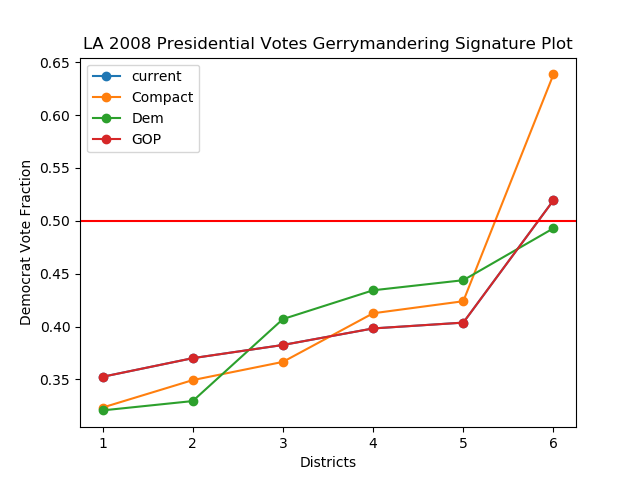 LA 2008 Presidential Votes Gerrymandering Signature Plot
current
Compact
Dem
GOP
0.65
0.60
0.55
0.50
0.45
0.40
0.35
Democrat Vote Fraction
1 2 3 4 5 6
Districts